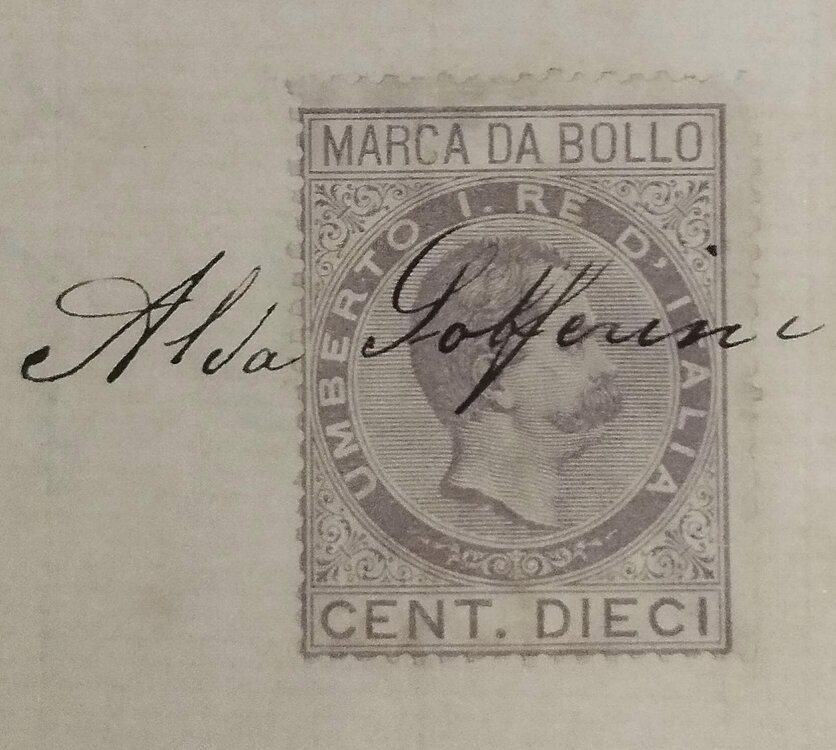 MARCA DA BOLLO
UMBERTO I. RE D'ITALIA
Alda
CENT. DIECI